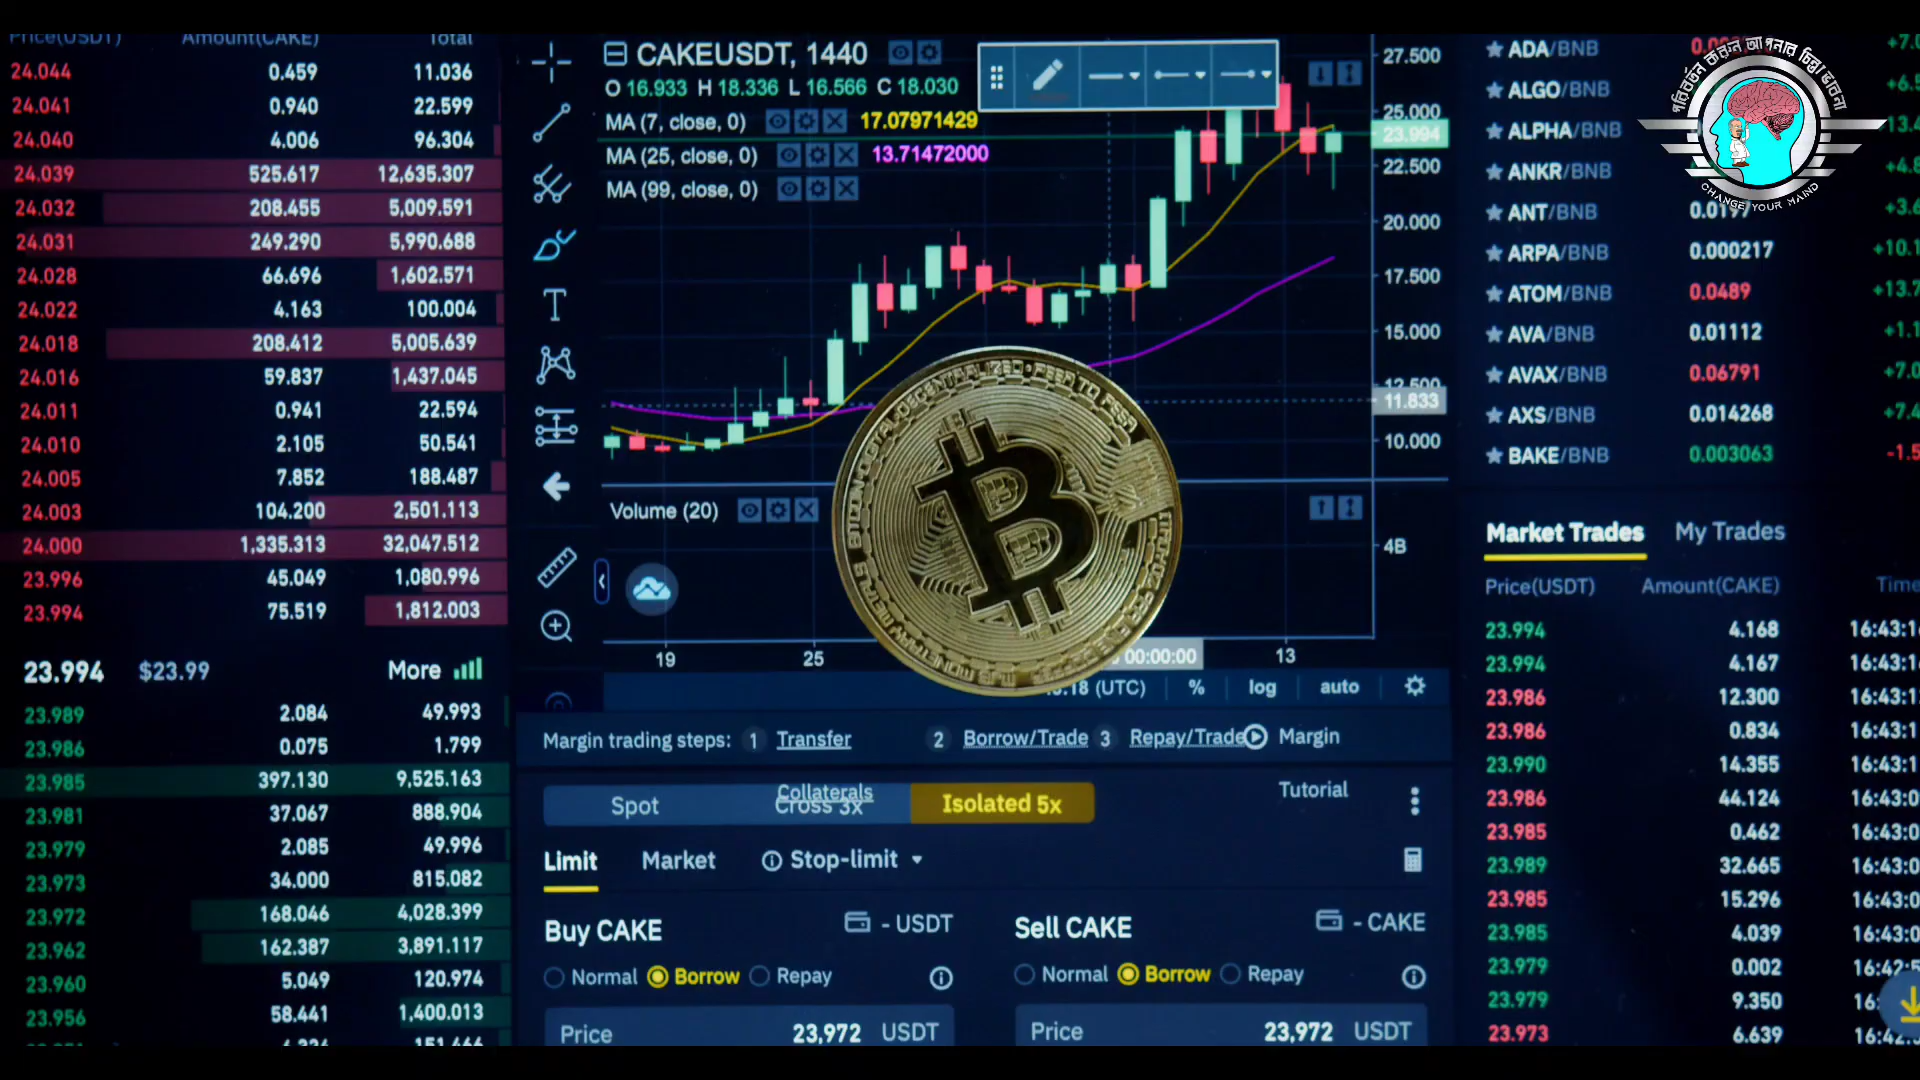 Price(USDT) Amount(CAKE) Total
24.044 0.459 11.036
24.041 0.940 22.599
24.040 4.006 96.304
24.039 525.617 12,635.307
24.032 208.455 5,009.591
24.031 249.290 5,990.688
24.028 66.696 1,602.571
24.022 4.163 100.004
24.018 208.412 5,005.639
24.016 59.837 1,437.045
24.011 0.941 22.594
24.010 2.105 50.541
24.005 7.852 188.487
24.003 104.200 2,501.113
24.000 1,335.313 32,047.512
23.996 45.049 1,080.996
23.994 75.519 1,812.003
23.994 $23.99 More
23.989 2.084 49.993
23.986 0.075 1.799
23.985 397.130 9,525.163
23.981 37.067 888.904
23.979 2.085 49.996
23.973 34.000 815.082
23.972 168.046 4,028.399
23.962 162.387 3,891.117
23.960 5.049 120.974
23.956 58.441 1,400.013
CAKEUSDT, 1440
O 16.933 H 18.336 L 16.566 C 18.030
MA (7, close, 0) 17.07971429
MA (25, close, 0) 13.71472000
MA (99, close, 0)
27.500
25.000
23.994
22.500
20.000
17.500
15.000
12.500
11.833
10.000
Volume (20)
4B
19 25 00:00:00 13
(UTC) % log auto
Margin trading steps: 1 Transfer 2 Borrow/Trade 3 Repay/Trade Margin
Collaterals Tutorial
Spot Cross 3x Isolated 5x
Limit Market Stop-limit
Buy CAKE - USDT Sell CAKE - CAKE
Normal Borrow Repay Normal Borrow Repay
Price 23,972 USDT Price 23,972 USDT
ADA/BNB
ALGO/BNB
ALPHA/BNB
ANKR/BNB
ANT/BNB 0.0197
ARPA/BNB 0.000217
ATOM/BNB 0.0489
AVA/BNB 0.01112
AVAX/BNB 0.06791
AXS/BNB 0.014268
BAKE/BNB 0.003063
পরিবর্তন করুন আপনার চিন্তা ভাবনা
CHANGE YOUR MAIND
Market Trades My Trades
Price(USDT) Amount(CAKE) Time
23.994 4.168
23.994 4.167
23.986 12.300
23.986 0.834
23.990 14.355
23.986 44.124
23.985 0.462
23.989 32.665
23.985 15.296
23.985 4.039
23.979 0.002
23.979 9.350
23.973 6.639